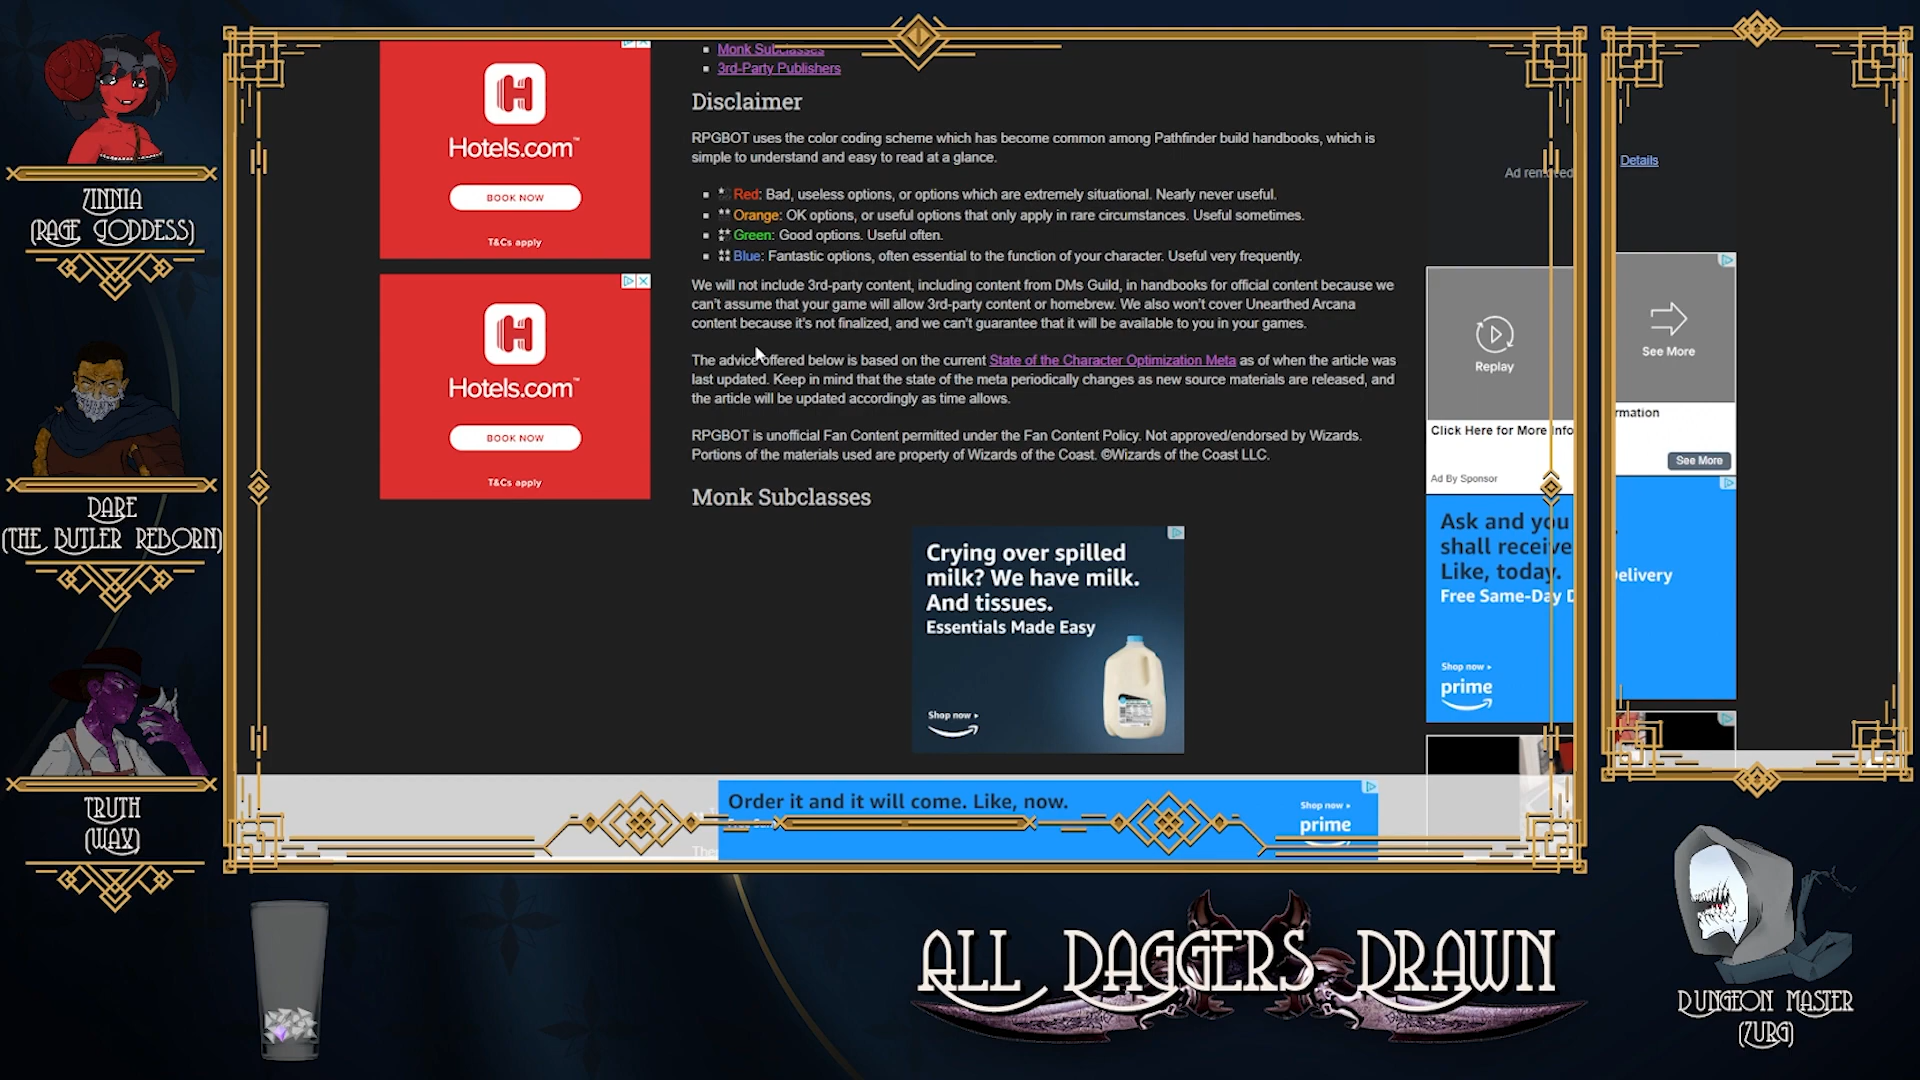 ZINNIA
(RAGE GODDESS)
DARE
(THE BUTLER REBORN)
TRUTH
(WAX)
Hotels.com™
BOOK NOW
T&Cs apply
Hotels.com™
BOOK NOW
T&Cs apply
Monk Subclasses
3rd-Party Publishers
Disclaimer
RPGBOT uses the color coding scheme which has become common among Pathfinder build handbooks, which is
simple to understand and easy to read at a glance.
Red: Bad, useless options, or options which are extremely situational. Nearly never useful.
Orange: OK options, or useful options that only apply in rare circumstances. Useful sometimes.
Green: Good options. Useful often.
Blue: Fantastic options, often essential to the function of your character. Useful very frequently.
We will not include 3rd-party content, including content from DMs Guild, in handbooks for official content because we
can't assume that your game will allow 3rd-party content or homebrew. We also won't cover Unearthed Arcana
content because it's not finalized, and we can't guarantee that it will be available to you in your games.
The advice offered below is based on the current State of the Character Optimization Meta as of when the article was
last updated. Keep in mind that the state of the meta periodically changes as new source materials are released, and
the article will be updated accordingly as time allows.
RPGBOT is unofficial Fan Content permitted under the Fan Content Policy. Not approved/endorsed by Wizards.
Portions of the materials used are property of Wizards of the Coast. ©Wizards of the Coast LLC.
Monk Subclasses
Crying over spilled
milk? We have milk.
And tissues.
Essentials Made Easy
Shop now ▸
Order it and it will come. Like, now.
Shop now ▸
prime
Ad removed
Details
Replay
See More
Click Here for More Info
rmation
Ad By Sponsor
See More
Ask and you
shall receive.
Like, today.
Free Same-Day D
elivery
Shop now ▸
prime
ALL DAGGERS DRAWN
DUNGEON MASTER
(ZURG)